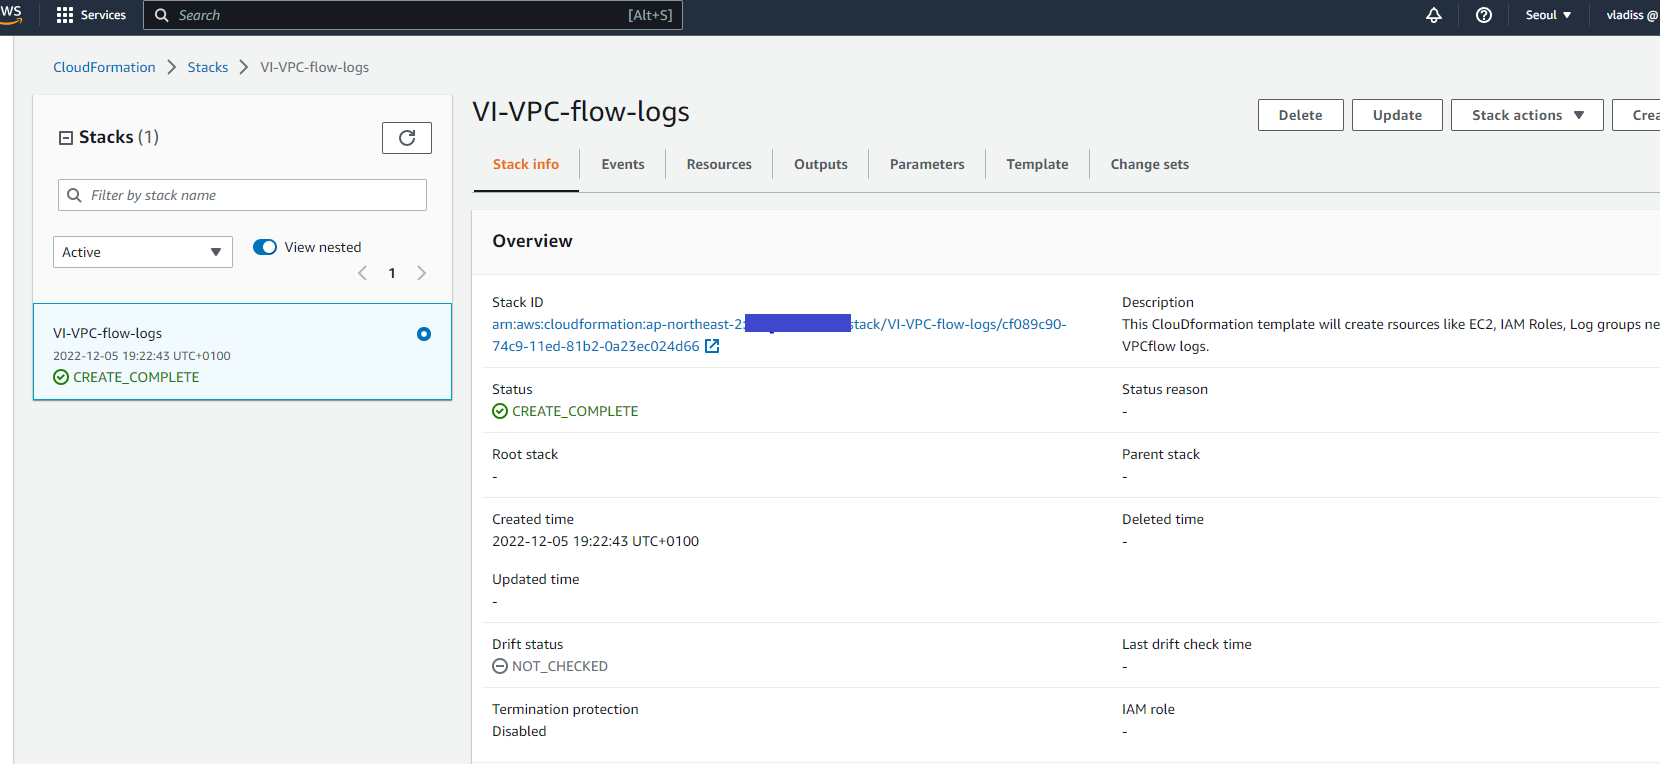 Services
Search
[Alt+S]
Seoul
vladiss @
CloudFormation
Stacks
VI-VPC-flow-logs
Stacks (1)
Filter by stack name
Active
View nested
1
VI-VPC-flow-logs
2022-12-05 19:22:43 UTC+0100
CREATE_COMPLETE
VI-VPC-flow-logs
Delete
Update
Stack actions
Stack info
Events
Resources
Outputs
Parameters
Template
Change sets
Overview
Stack ID
arn:aws:cloudformation:ap-northeast-2:
stack/VI-VPC-flow-logs/cf089c90-
74c9-11ed-81b2-0a23ec024d66
Description
This CloudDformation template will create rsources like EC2, IAM Roles, Log groups ne
VPCflow logs.
Status
CREATE_COMPLETE
Status reason
-
Root stack
-
Parent stack
-
Created time
2022-12-05 19:22:43 UTC+0100
Deleted time
-
Updated time
-
Drift status
NOT_CHECKED
Last drift check time
-
Termination protection
Disabled
IAM role
-